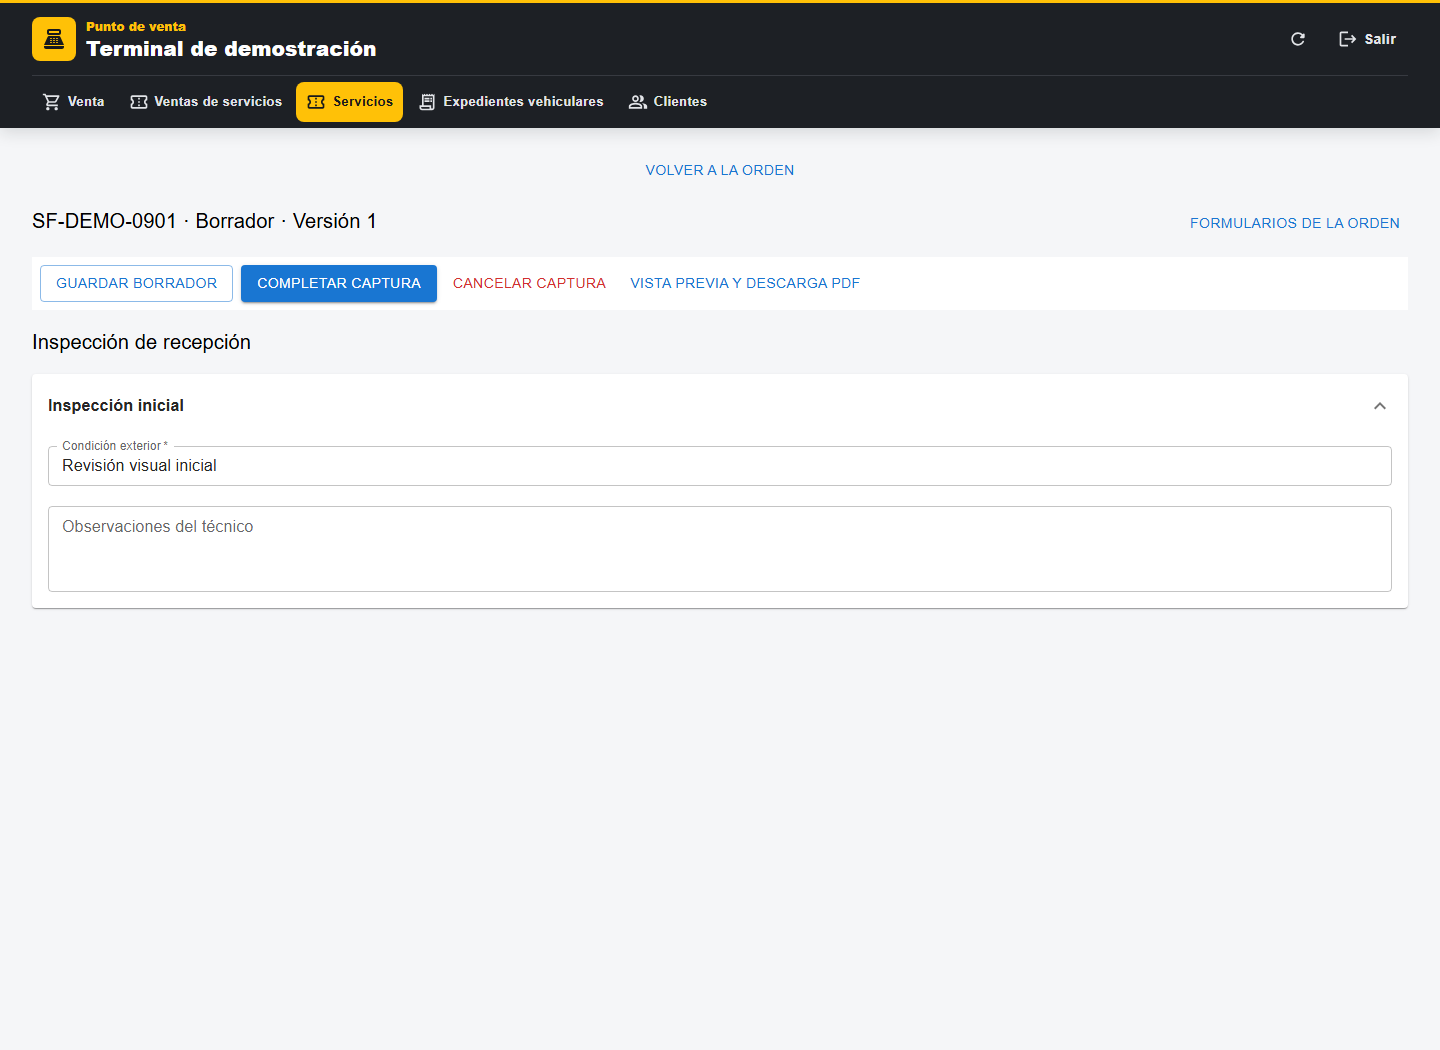 Punto de venta
Terminal de demostración
Salir
Venta
Ventas de servicios
Servicios
Expedientes vehiculares
Clientes
VOLVER A LA ORDEN
SF-DEMO-0901 · Borrador · Versión 1
FORMULARIOS DE LA ORDEN
GUARDAR BORRADOR
COMPLETAR CAPTURA
CANCELAR CAPTURA
VISTA PREVIA Y DESCARGA PDF
Inspección de recepción
Inspección inicial
Condición exterior *
Revisión visual inicial
Observaciones del técnico